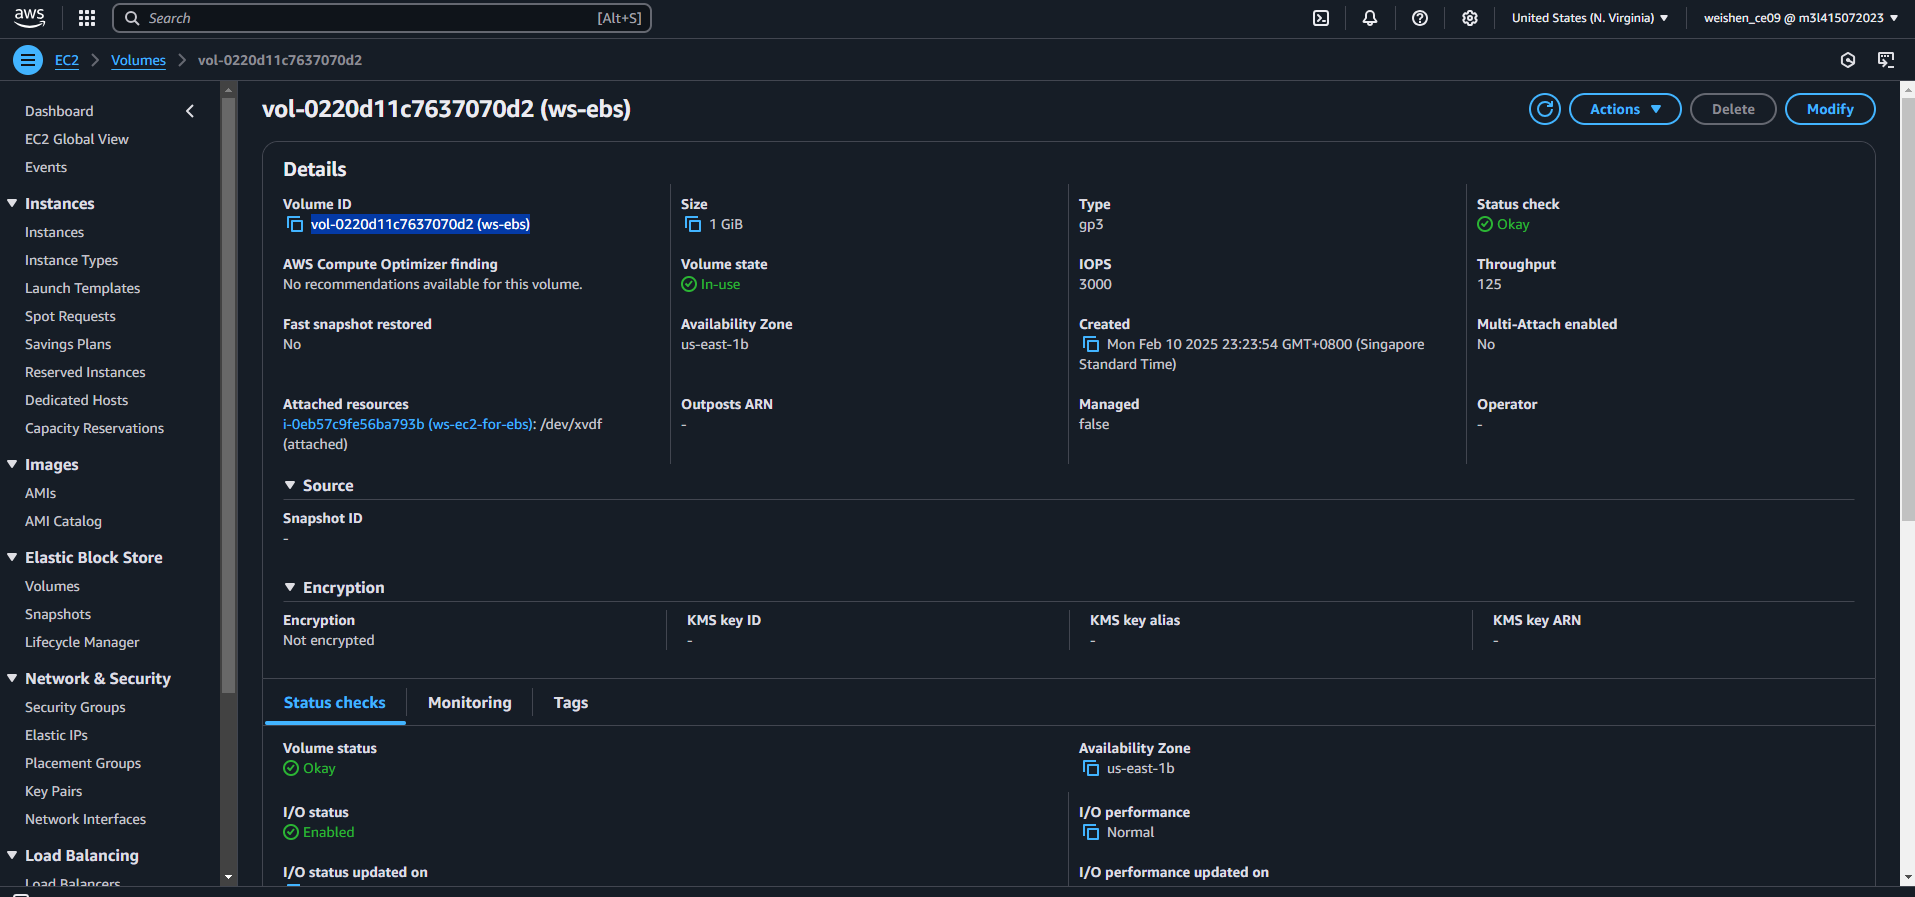 aws
Search
[Alt+S]
United States (N. Virginia)
weishen_ce09 @ m3l415072023
EC2
Volumes
vol-0220d11c7637070d2
Dashboard
EC2 Global View
Events
Instances
Instances
Instance Types
Launch Templates
Spot Requests
Savings Plans
Reserved Instances
Dedicated Hosts
Capacity Reservations
Images
AMIs
AMI Catalog
Elastic Block Store
Volumes
Snapshots
Lifecycle Manager
Network & Security
Security Groups
Elastic IPs
Placement Groups
Key Pairs
Network Interfaces
Load Balancing
Load Balancers
vol-0220d11c7637070d2 (ws-ebs)
Actions
Delete
Modify
Details
Volume ID
vol-0220d11c7637070d2 (ws-ebs)
Size
1 GiB
Type
gp3
Status check
Okay
AWS Compute Optimizer finding
No recommendations available for this volume.
Volume state
In-use
IOPS
3000
Throughput
125
Fast snapshot restored
No
Availability Zone
us-east-1b
Created
Mon Feb 10 2025 23:23:54 GMT+0800 (Singapore
Standard Time)
Multi-Attach enabled
No
Attached resources
i-0eb57c9fe56ba793b (ws-ec2-for-ebs): /dev/xvdf
(attached)
Outposts ARN
-
Managed
false
Operator
-
Source
Snapshot ID
-
Encryption
Encryption
Not encrypted
KMS key ID
-
KMS key alias
-
KMS key ARN
-
Status checks
Monitoring
Tags
Volume status
Okay
Availability Zone
us-east-1b
I/O status
Enabled
I/O performance
Normal
I/O status updated on
I/O performance updated on